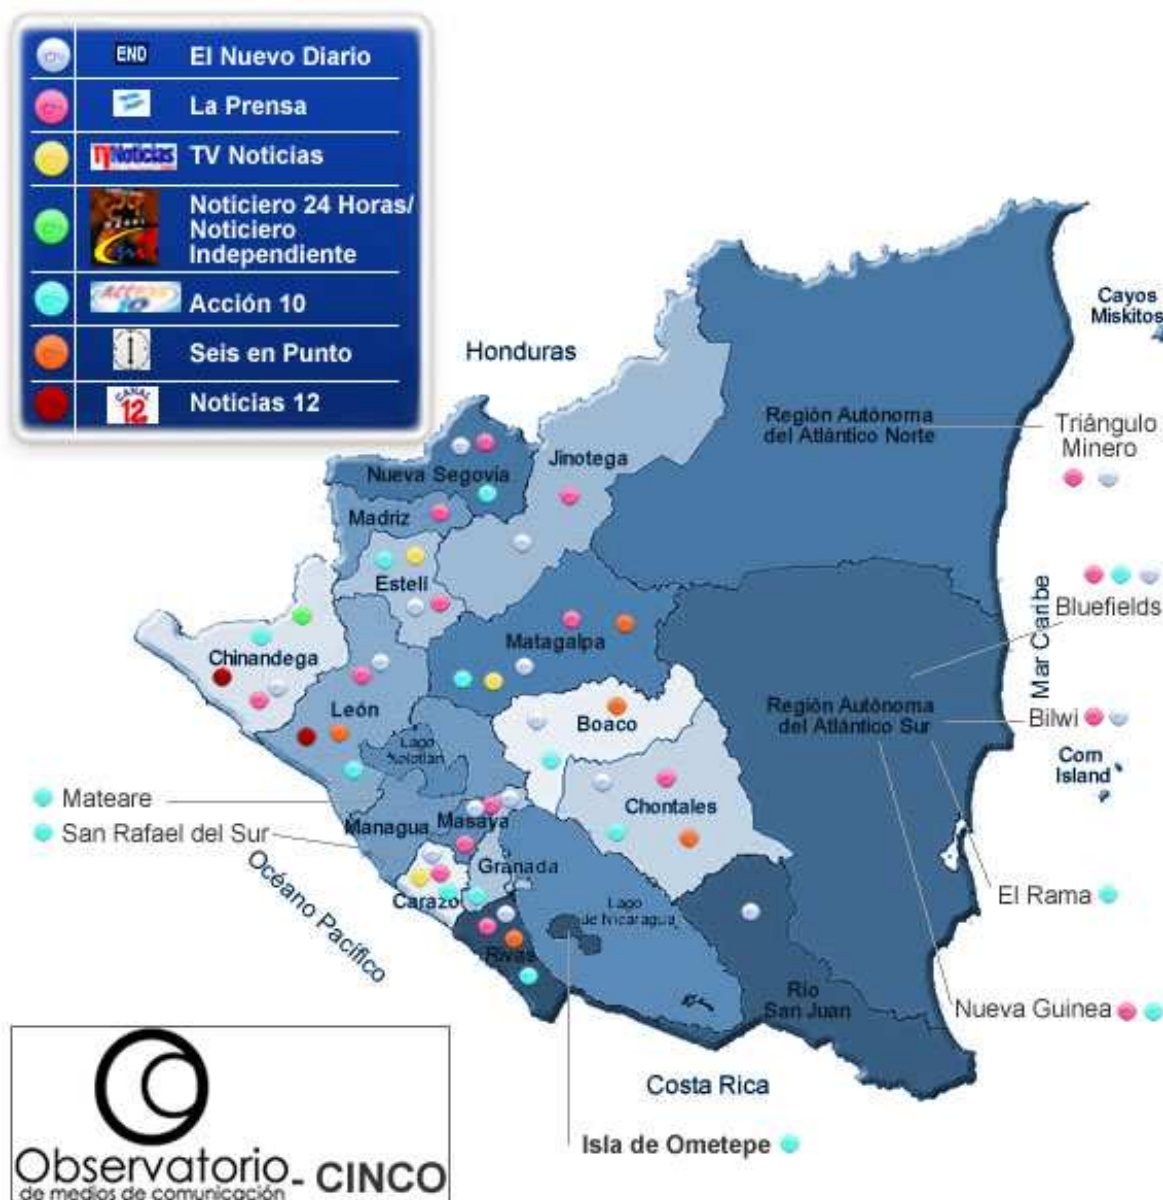 END El Nuevo Diario
La Prensa
TVNoticias TV Noticias
Noticiero 24 Horas/
Noticiero
Independiente
ACCION 10 Acción 10
Seis en Punto
CANAL 12 Noticias 12
Honduras
Cayos
Miskitos
Región Autónoma
del Atlántico Norte
Triángulo
Minero
Jinotega
Nueva Segovia
Madriz
Estelí
Bluefields
Mar Caribe
Matagalpa
Chinandega
León
Boaco
Región Autónoma
del Atlántico Sur
Bilwi
Lago
Xolotlán
Corn
Island
Mateare
Chontales
San Rafael del Sur
Managua
Masaya
Granada
Océano Pacífico
Carazo
Lago
de Nicaragua
El Rama
Rivas
Río
San Juan
Nueva Guinea
Costa Rica
Isla de Ometepe
Observatorio - CINCO
de medios de comunicación